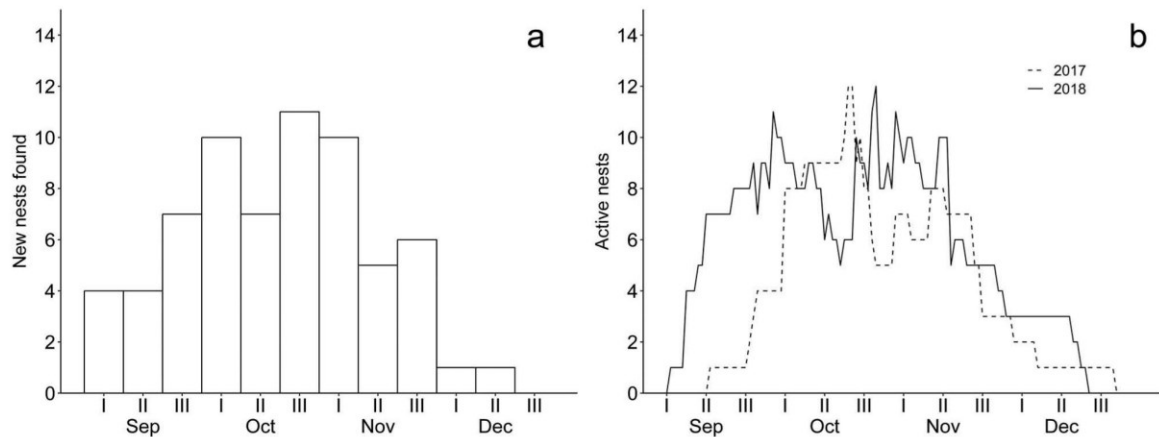 a
New nests found
14
12
10
8
6
4
2
0
I II III I II III I II III I II III
Sep Oct Nov Dec
b
2017
2018
Active nests
14
12
10
8
6
4
2
0
I II III I II III I II III I II III
Sep Oct Nov Dec